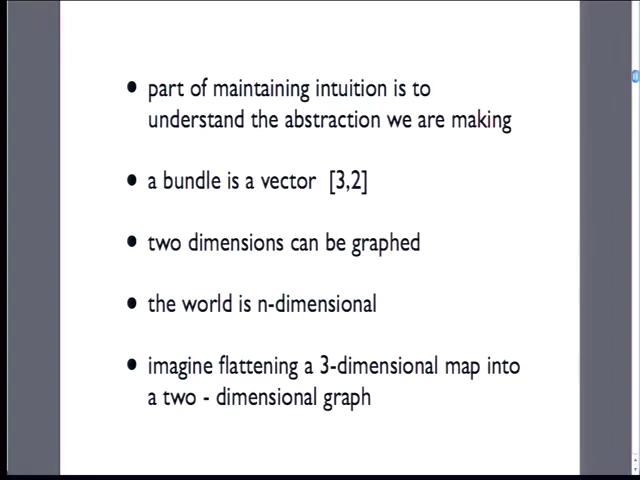 • part of maintaining intuition is to
understand the abstraction we are making
• a bundle is a vector [3,2]
• two dimensions can be graphed
• the world is n-dimensional
• imagine flattening a 3-dimensional map into
a two - dimensional graph